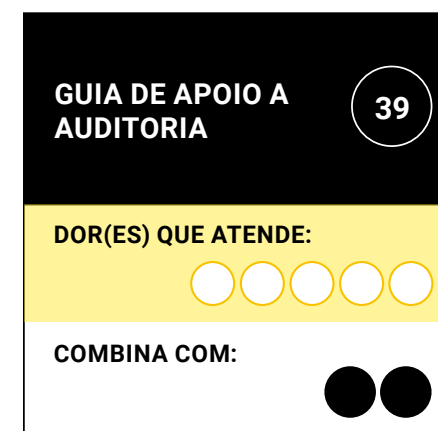 GUIA DE APOIO A
AUDITORIA
39
DOR(ES) QUE ATENDE:
COMBINA COM: